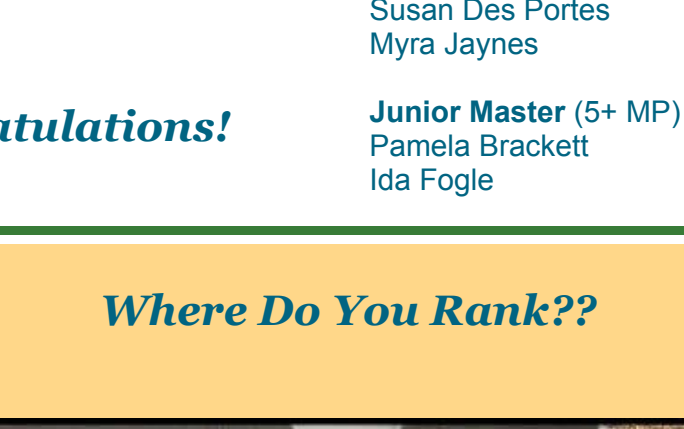 Susan Des Portes
Myra Jaynes
Junior Master (5+ MP)
Pamela Brackett
Ida Fogle
atulations!
Where Do You Rank??